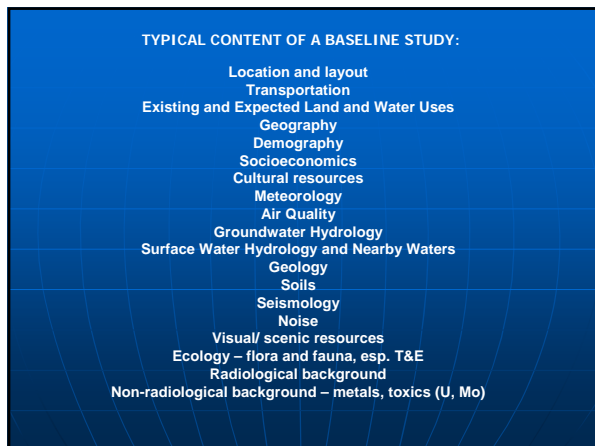 TYPICAL CONTENT OF A BASELINE STUDY:
Location and layout
Transportation
Existing and Expected Land and Water Uses
Geography
Demography
Socioeconomics
Cultural resources
Meteorology
Air Quality
Groundwater Hydrology
Surface Water Hydrology and Nearby Waters
Geology
Soils
Seismology
Noise
Visual/ scenic resources
Ecology – flora and fauna, esp. T&E
Radiological background
Non-radiological background – metals, toxics (U, Mo)